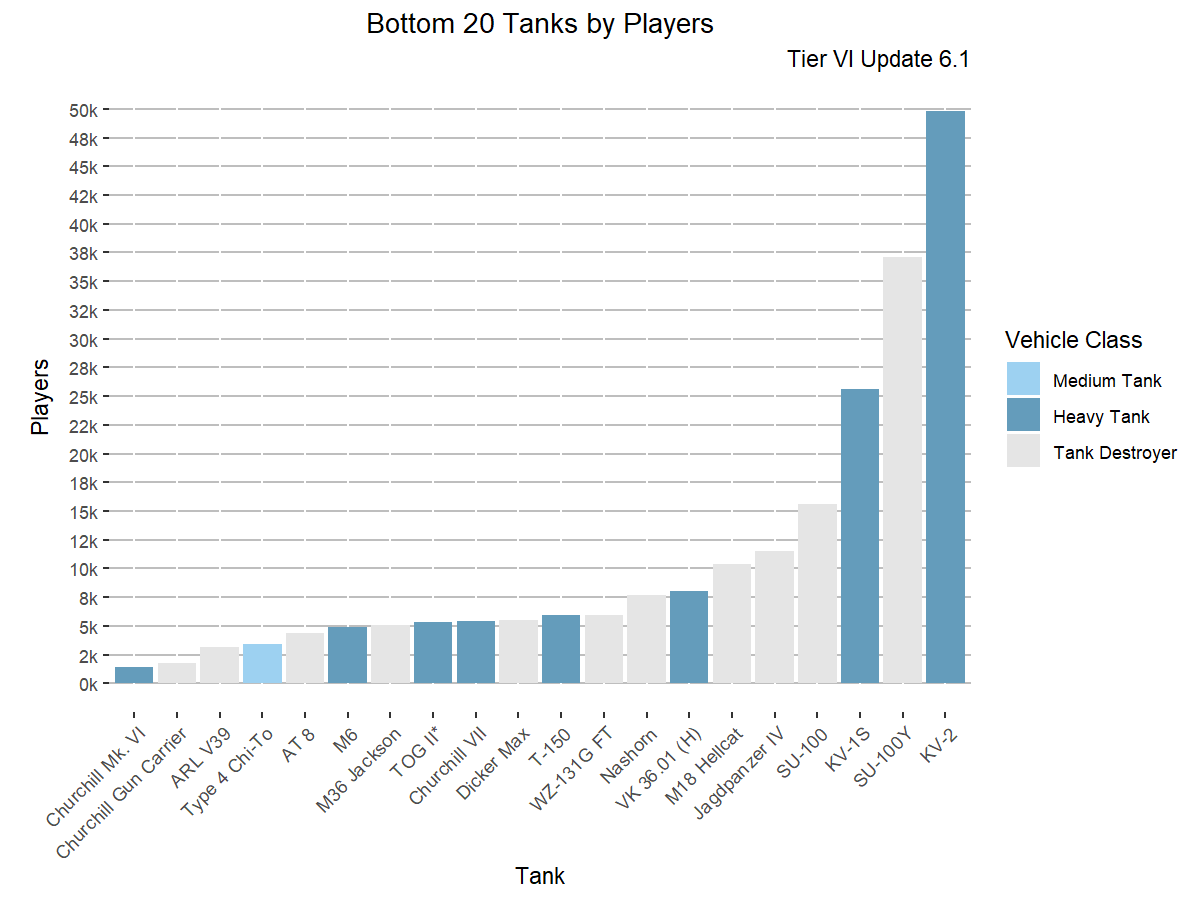 Bottom 20 Tanks by Players
Tier VI Update 6.1
50k
48k
45k
42k
40k
38k
35k
32k
30k
28k
25k
22k
20k
18k
15k
12k
10k
8k
5k
2k
0k
Players
Churchill Mk. VI
Churchill Gun Carrier
ARL V39
Type 4 Chi-To
AT 8
M6
M36 Jackson
TOG II*
Churchill VII
Dicker Max
T-150
WZ-131G FT
Nashorn
VK 36.01 (H)
M18 Hellcat
Jagdpanzer IV
SU-100
KV-1S
SU-100Y
KV-2
Tank
Vehicle Class
Medium Tank
Heavy Tank
Tank Destroyer